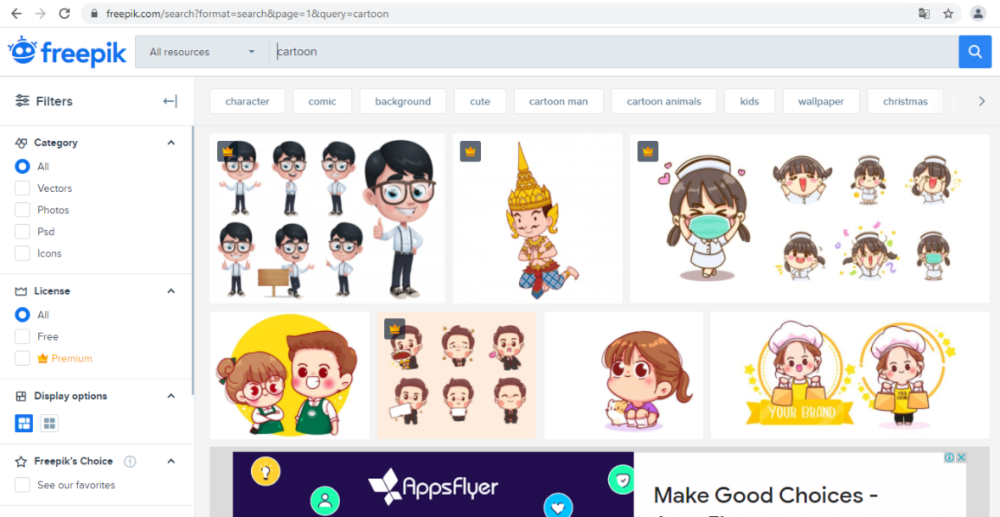 freepik.com/search?format=search&page=1&query=cartoon
freepik
All resources
cartoon
Filters
character
comic
background
cute
cartoon man
cartoon animals
kids
wallpaper
christmas
Category
All
Vectors
Photos
Psd
Icons
License
All
Free
Premium
Display options
Freepik's Choice
See our favorites
YOUR BRAND
YOUR
BRAND
AppsFlyer
Make Good Choices -